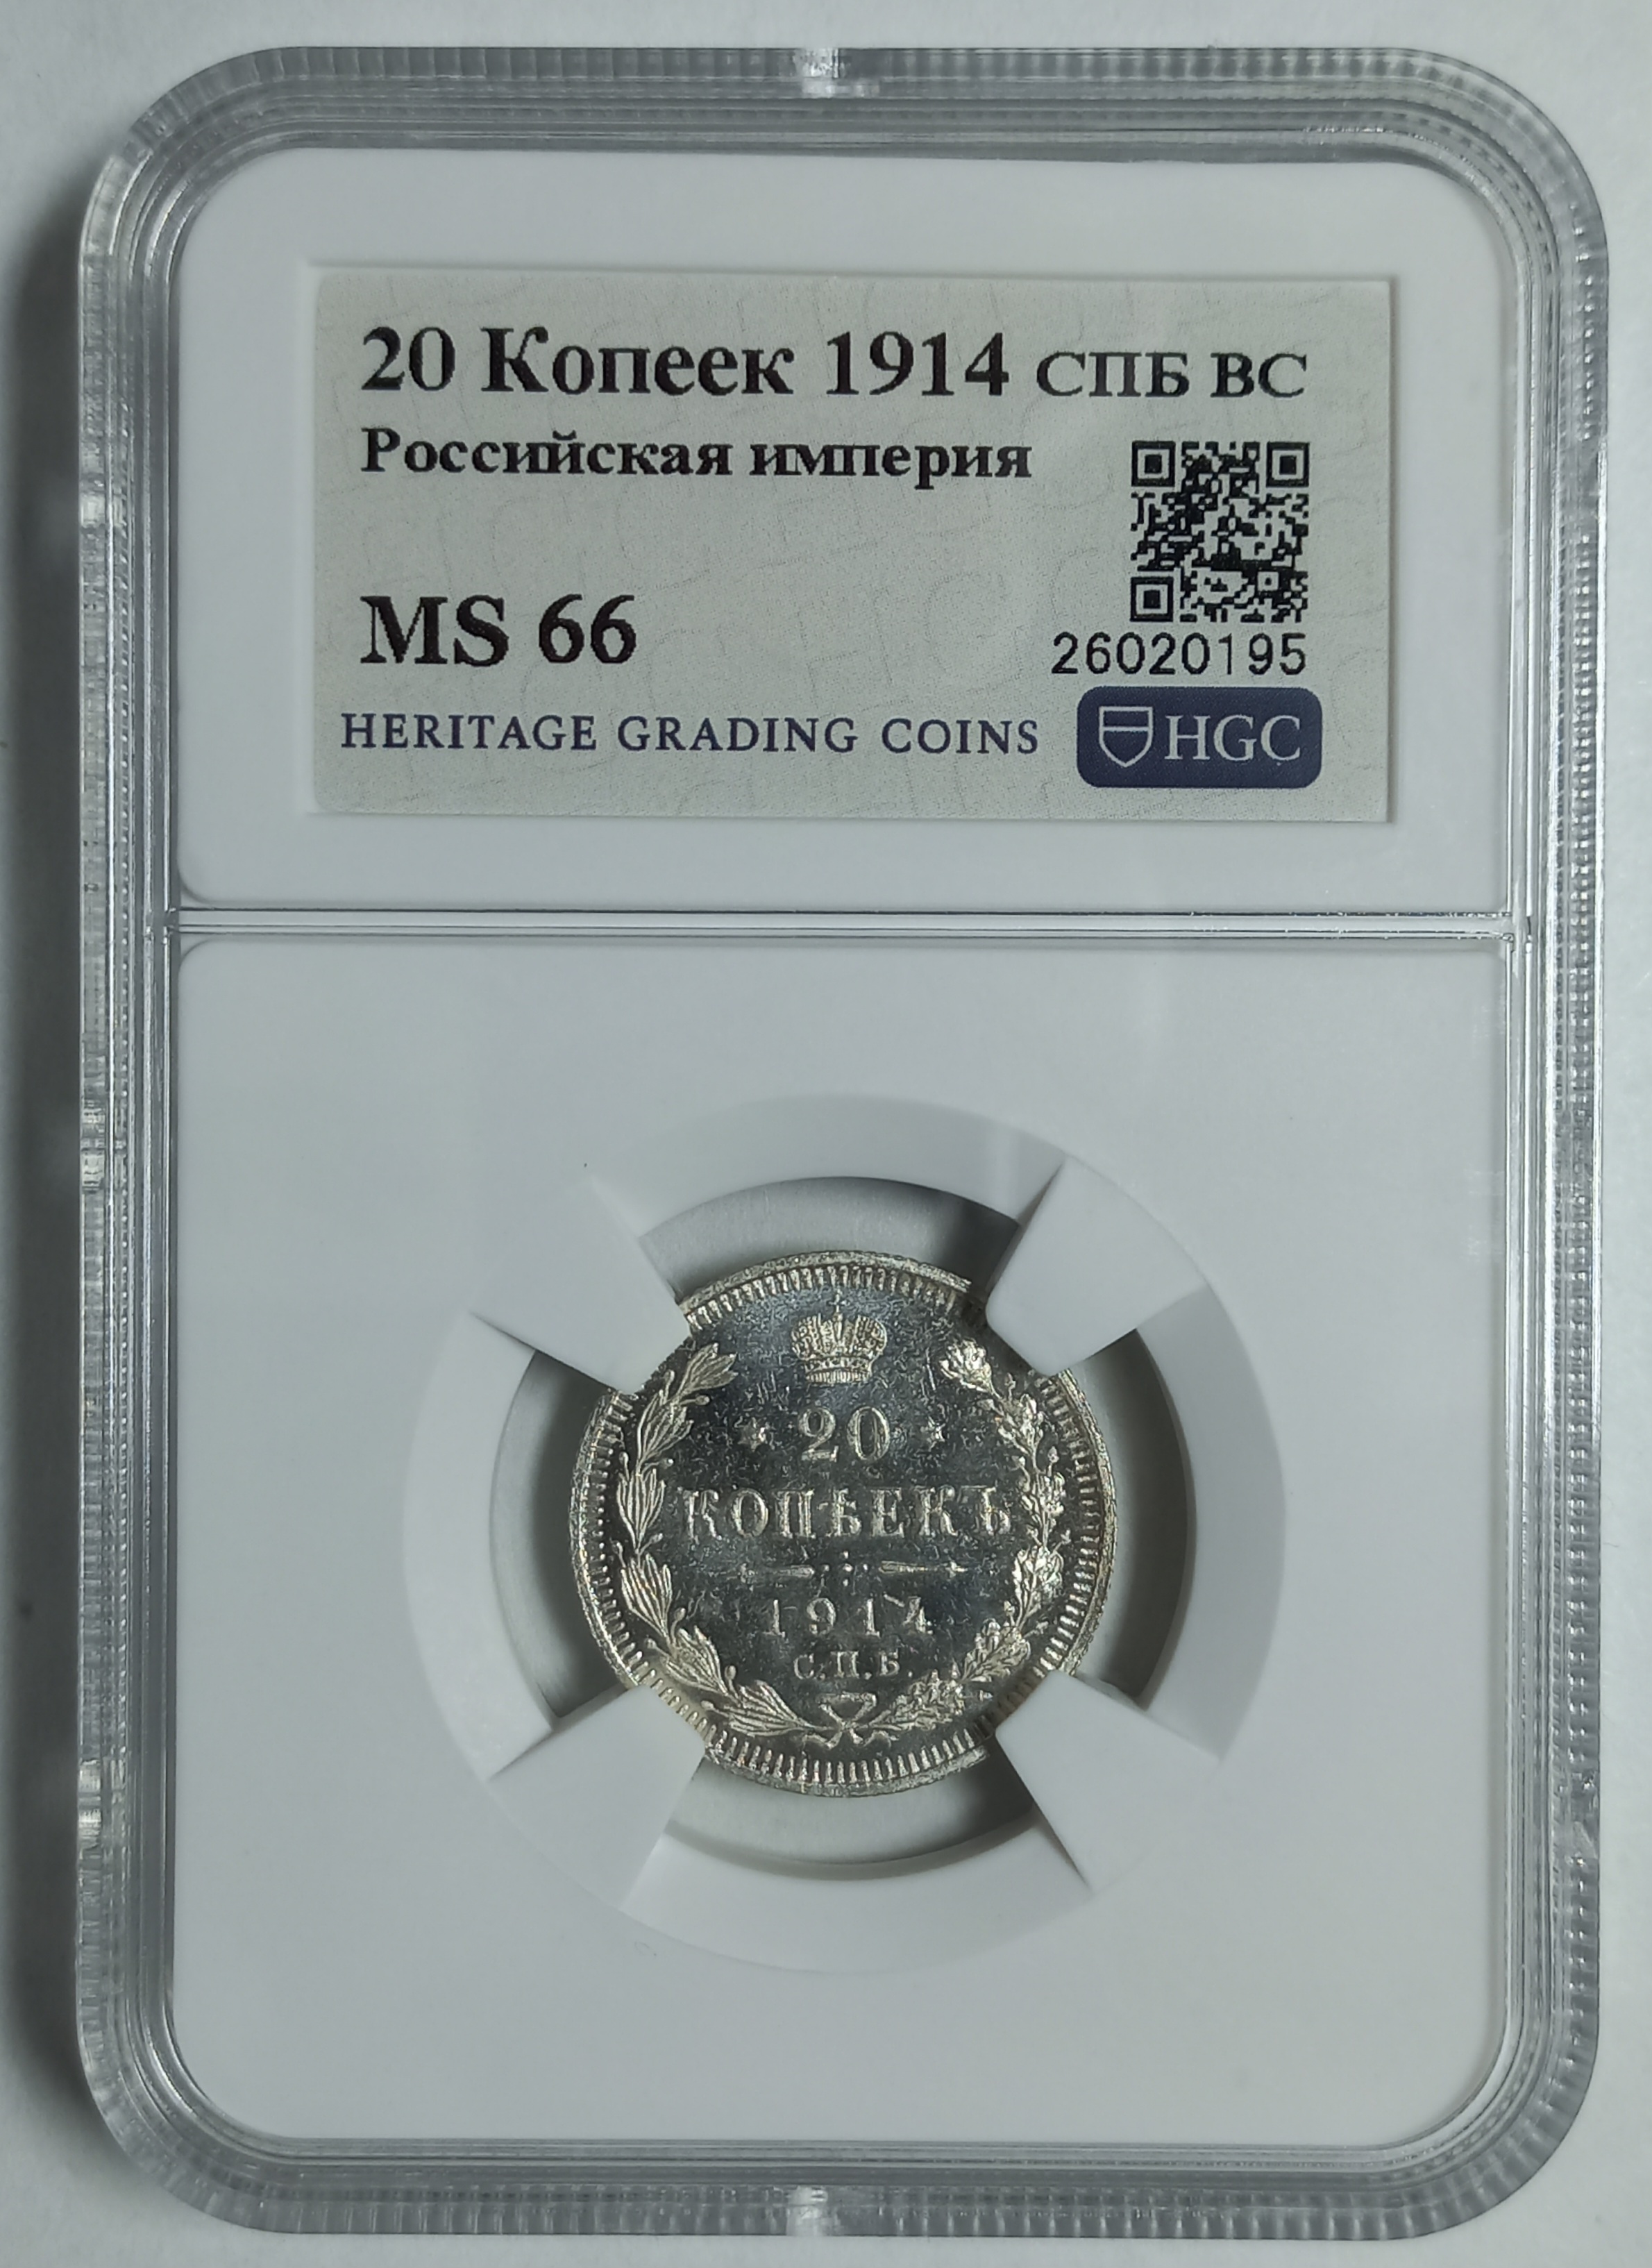 20 Копеек 1914 СПБ ВС
Российская империя
MS 66
26020195
HERITAGE GRADING COINS
HGC
20
КОПѢЕКЪ
1914
С.П.Б.